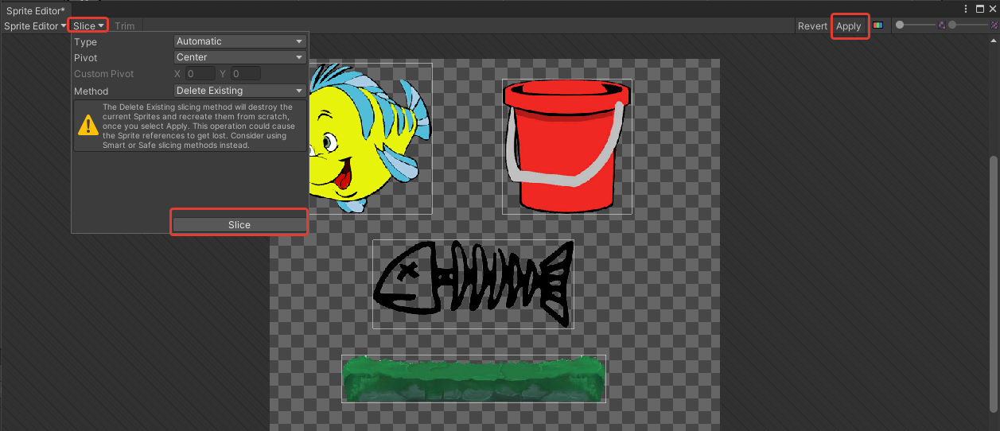 Sprite Editor*
Sprite Editor Slice Trim Revert Apply
Type Automatic
Pivot Center
Custom Pivot X 0 Y 0
Method Delete Existing
The Delete Existing slicing method will destroy the
current Sprites and recreate them from scratch,
once you select Apply. This operation could cause
the Sprite references to get lost. Consider using
Smart or Safe slicing methods instead.
Slice